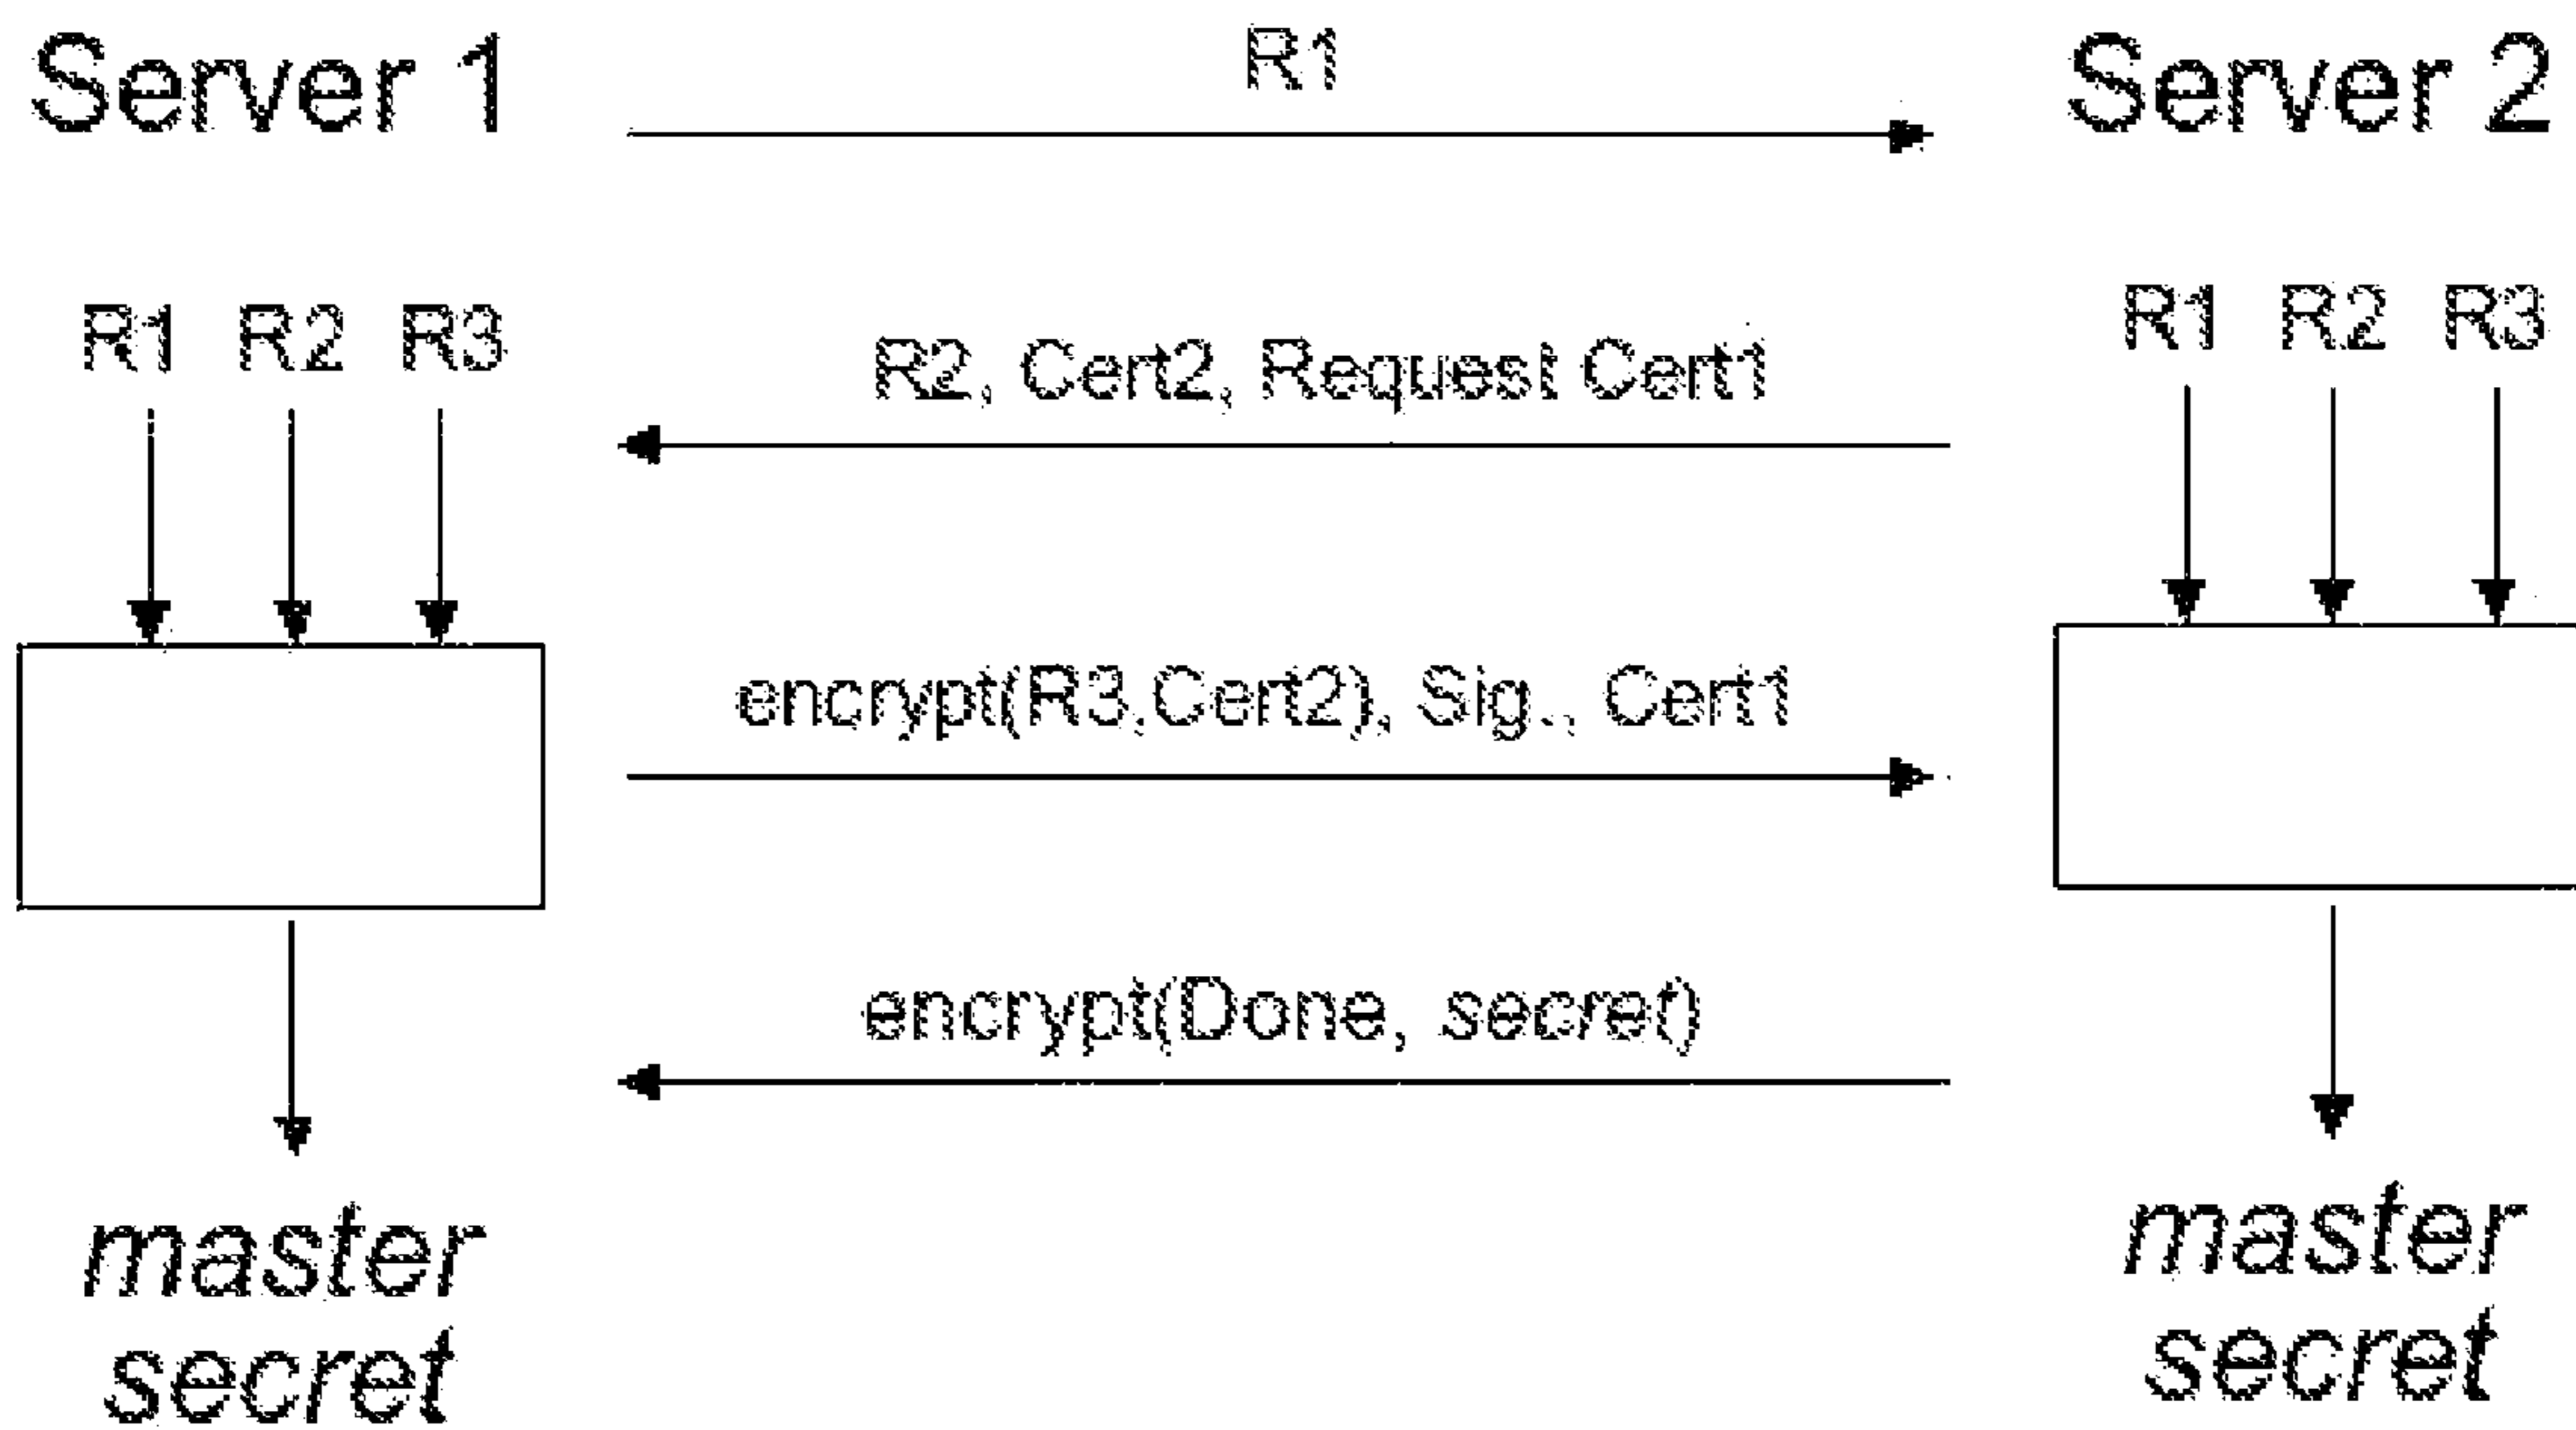 Server 1
R1
Server 2
R1 R2 R3
R2, Cert2, Request Cert1
R1 R2 R3
encrypt(R3,Cert2), Sig., Cert1
encrypt(Done, secret)
master
secret
master
secret